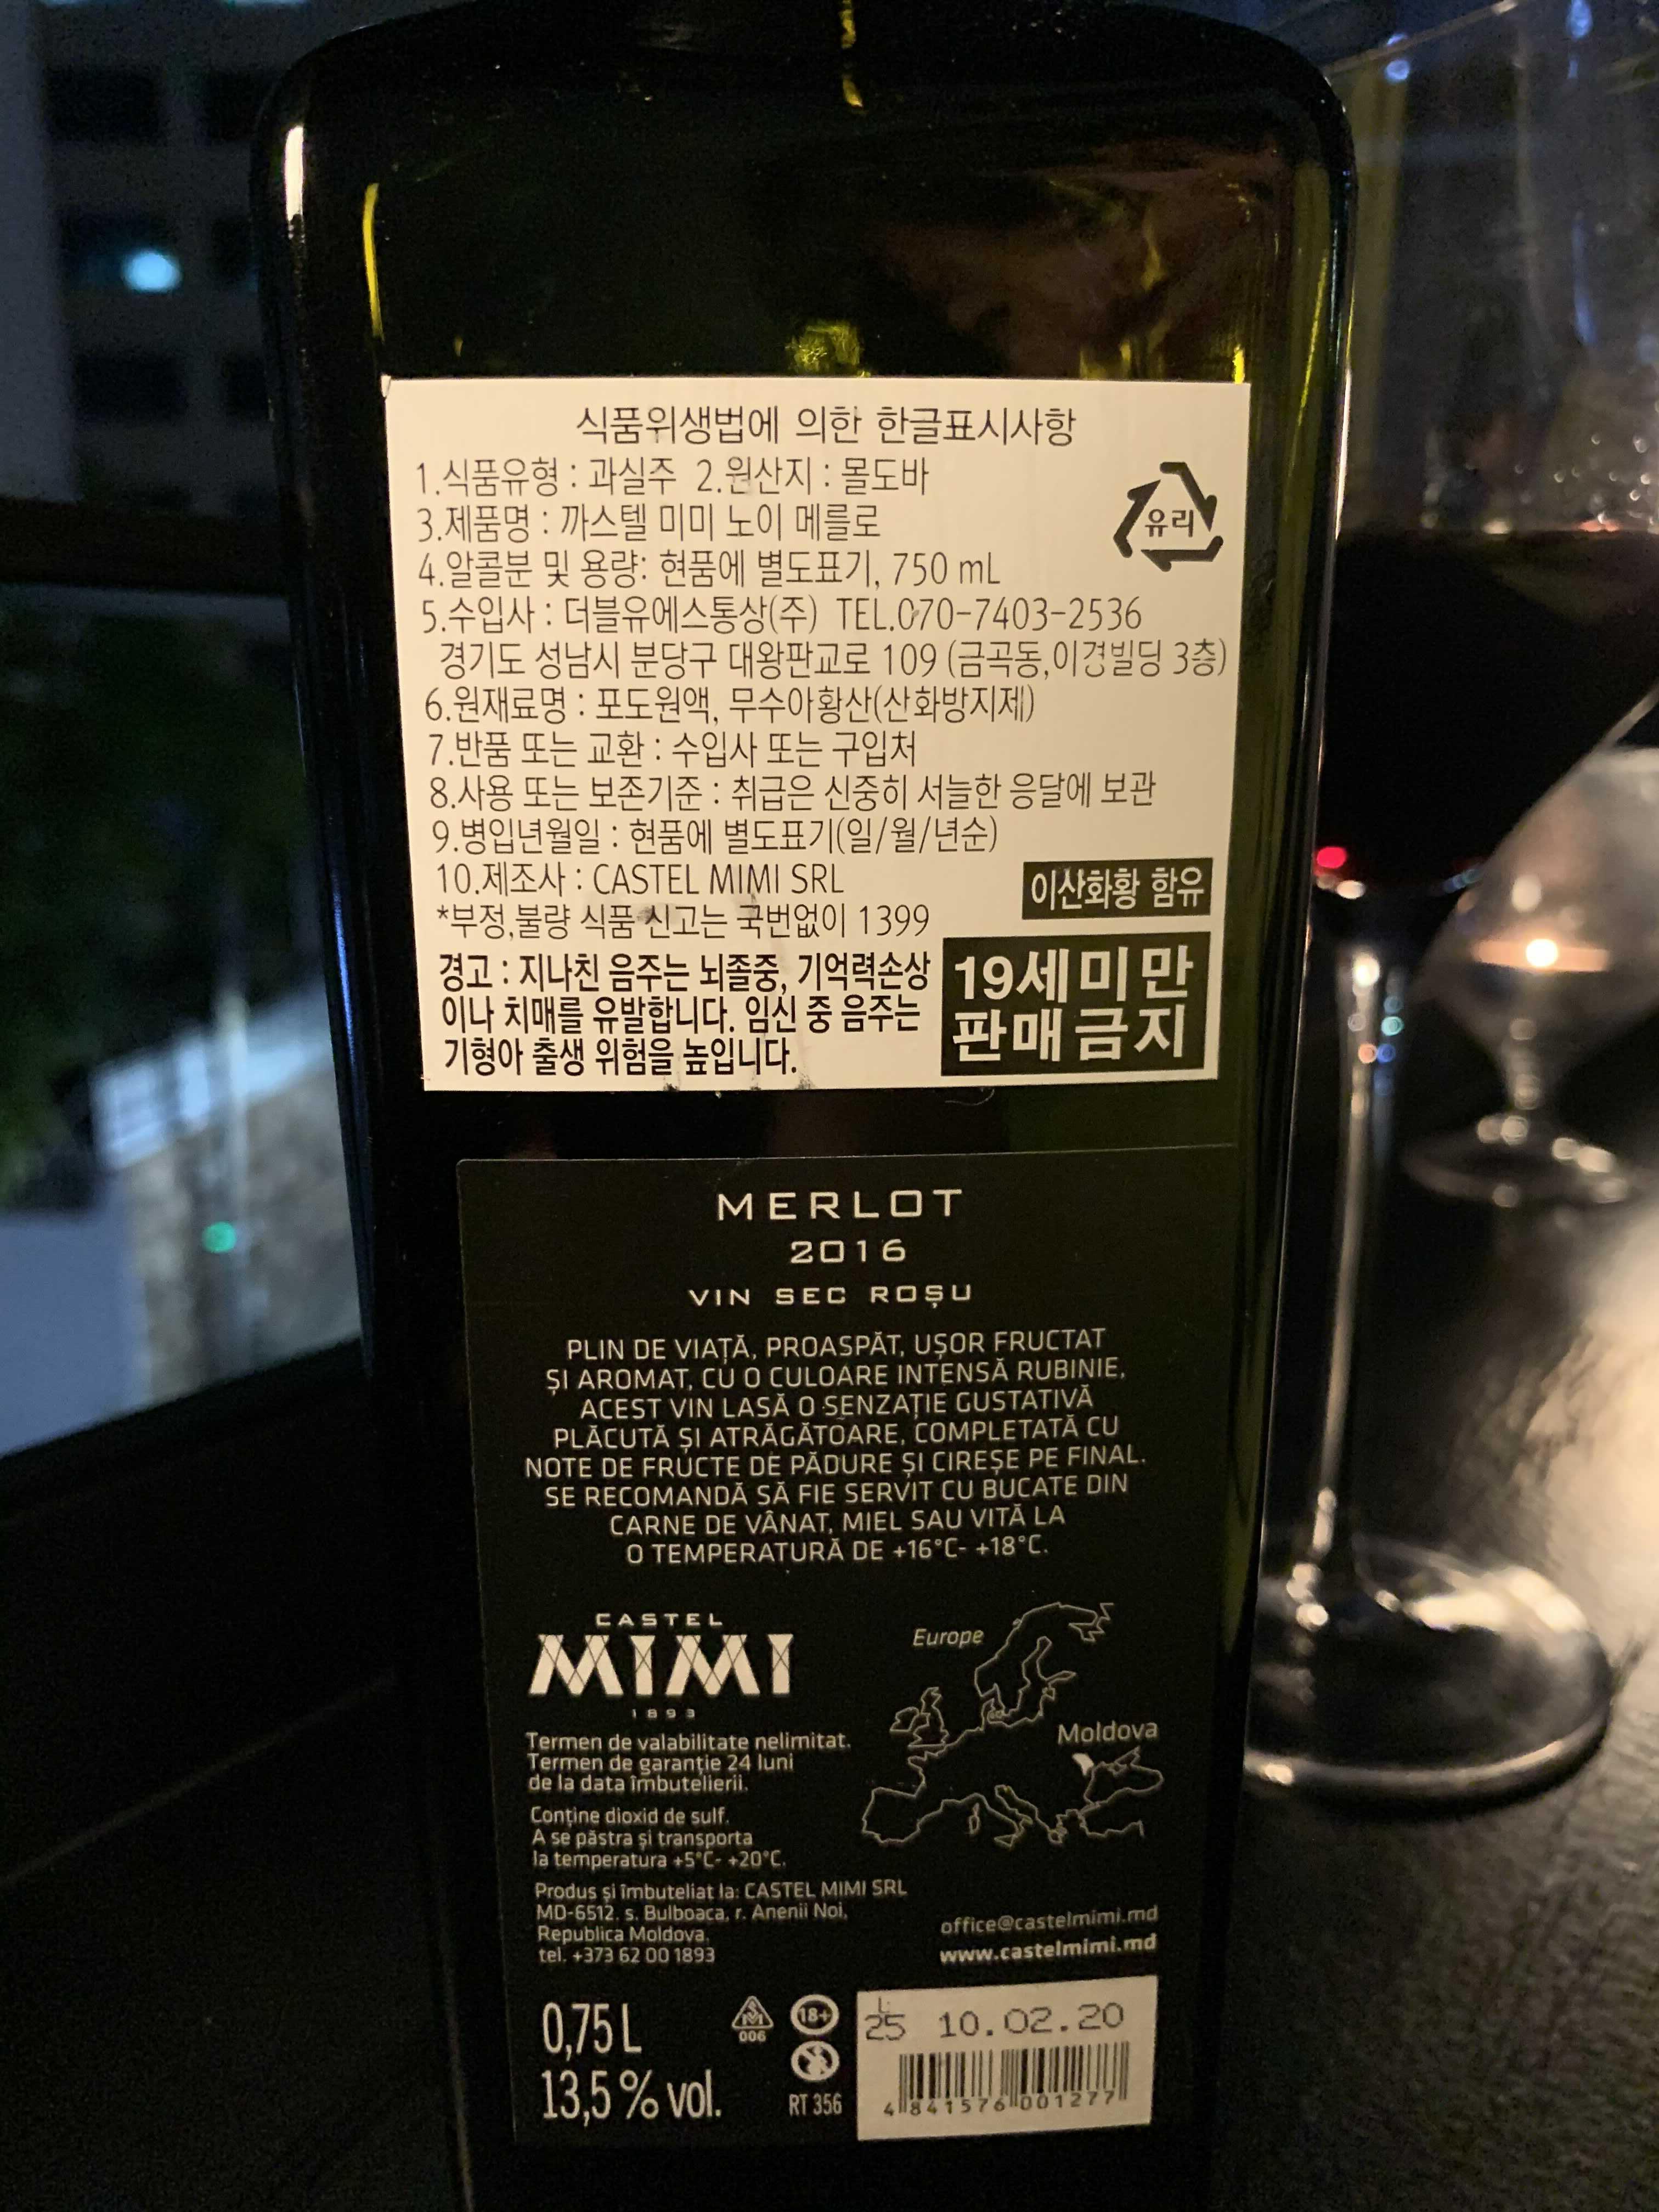 식품위생법에 의한 한글표시사항
1.식품유형 : 과실주 2.원산지 : 몰도바
3.제품명 : 까스텔 미미 노이 메를로
4.알콜분 및 용량: 현품에 별도표기, 750 mL
5.수입사 : 더블유에스통상(주) TEL.070-7403-2536
경기도 성남시 분당구 대왕판교로 109 (금곡동,이경빌딩 3층)
6.원재료명 : 포도원액, 무수아황산(산화방지제)
7.반품 또는 교환 : 수입사 또는 구입처
8.사용 또는 보존기준 : 취급은 신중히 서늘한 응달에 보관
9.병입년월일 : 현품에 별도표기(일/월/년순)
10.제조사 : CASTEL MIMI SRL
*부정,불량 식품 신고는 국번없이 1399
경고 : 지나친 음주는 뇌졸중, 기억력손상
이나 치매를 유발합니다. 임신 중 음주는
기형아 출생 위험을 높입니다.
유리
이산화황 함유
19세미만
판매금지
MERLOT
2016
VIN SEC ROȘU
PLIN DE VIAȚĂ, PROASPĂT, UȘOR FRUCTAT
ȘI AROMAT, CU O CULOARE INTENSĂ RUBINIE,
ACEST VIN LASĂ O SENZAȚIE GUSTATIVĂ
PLĂCUTĂ ȘI ATRĂGĂTOARE, COMPLETATĂ CU
NOTE DE FRUCTE DE PĂDURE ȘI CIREȘE PE FINAL.
SE RECOMANDĂ SĂ FIE SERVIT CU BUCATE DIN
CARNE DE VÂNAT, MIEL SAU VITĂ LA
O TEMPERATURĂ DE +16°C- +18°C.
CASTEL
MIMI
1893
Europe
Moldova
Termen de valabilitate nelimitat.
Termen de garanție 24 luni
de la data îmbutelierii.
Conține dioxid de sulf.
A se păstra și transporta
la temperatura +5°C- +20°C.
Produs și îmbuteliat la: CASTEL MIMI SRL
MD-6512. s. Bulboaca, r. Anenii Noi,
Republica Moldova.
tel. +373 62 00 1893
office@castelmimi.md
www.castelmimi.md
0,75 L
13,5 % vol.
006
18+
RT 356
L
25 10.02.20
4 841576 001277